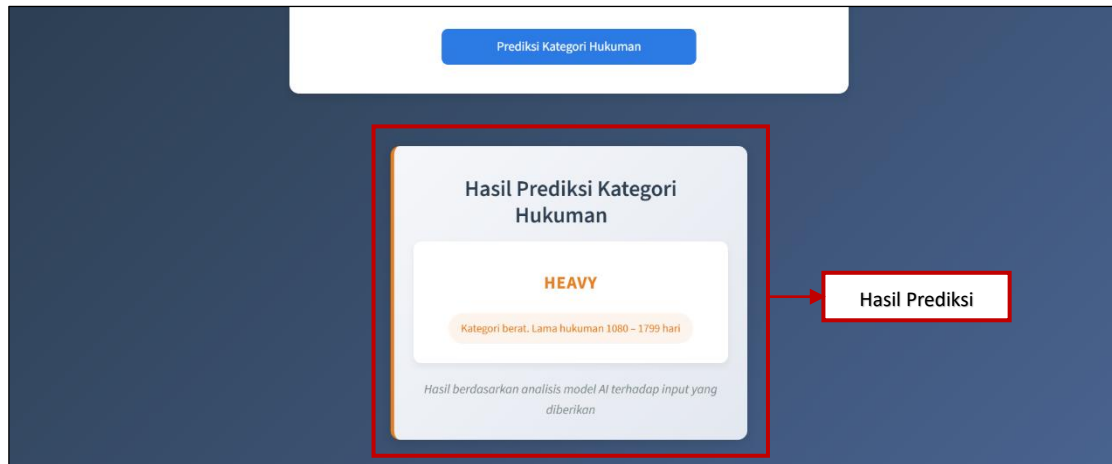 Prediksi Kategori Hukuman
Hasil Prediksi Kategori
Hukuman
HEAVY
Kategori berat. Lama hukuman 1080 – 1799 hari
Hasil Prediksi
Hasil berdasarkan analisis model AI terhadap input yang
diberikan